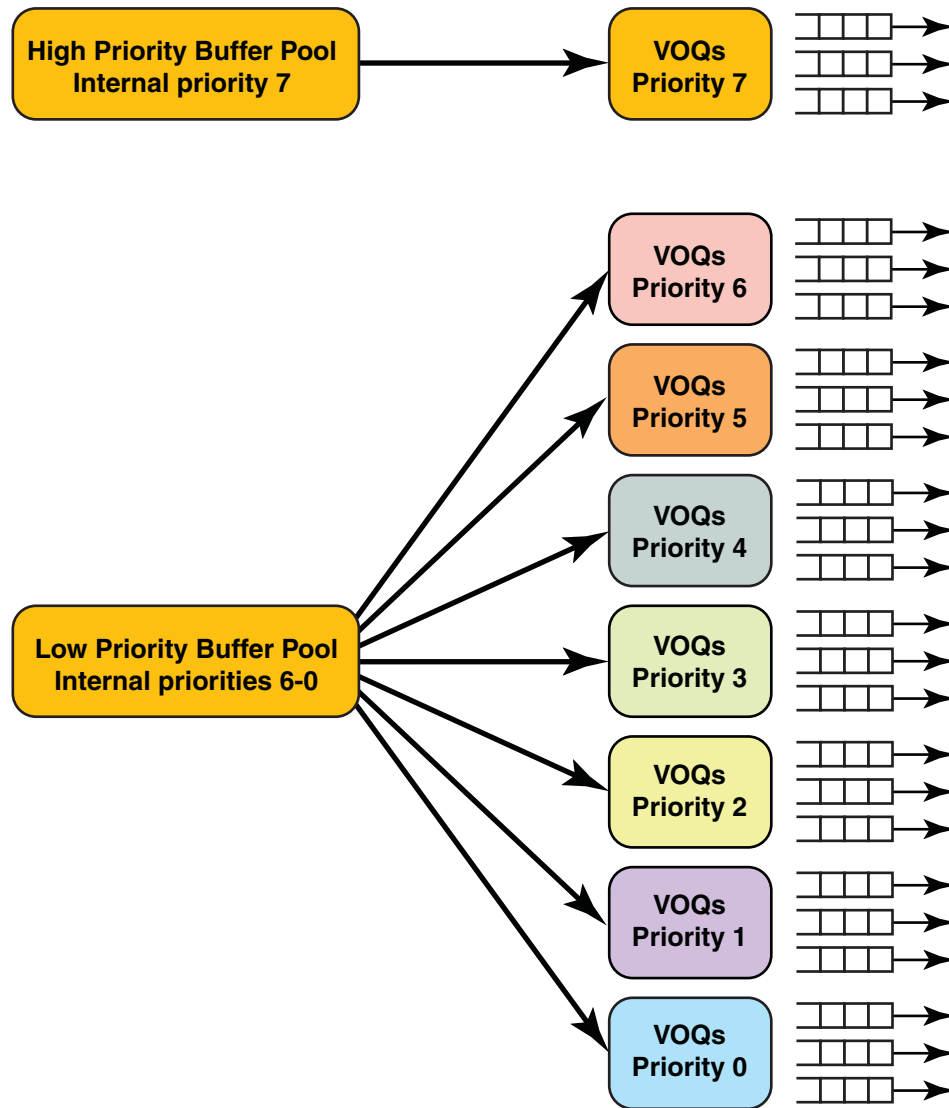 High Priority Buffer Pool
Internal priority 7
VOQs
Priority 7
VOQs
Priority 6
VOQs
Priority 5
VOQs
Priority 4
Low Priority Buffer Pool
Internal priorities 6-0
VOQs
Priority 3
VOQs
Priority 2
VOQs
Priority 1
VOQs
Priority 0